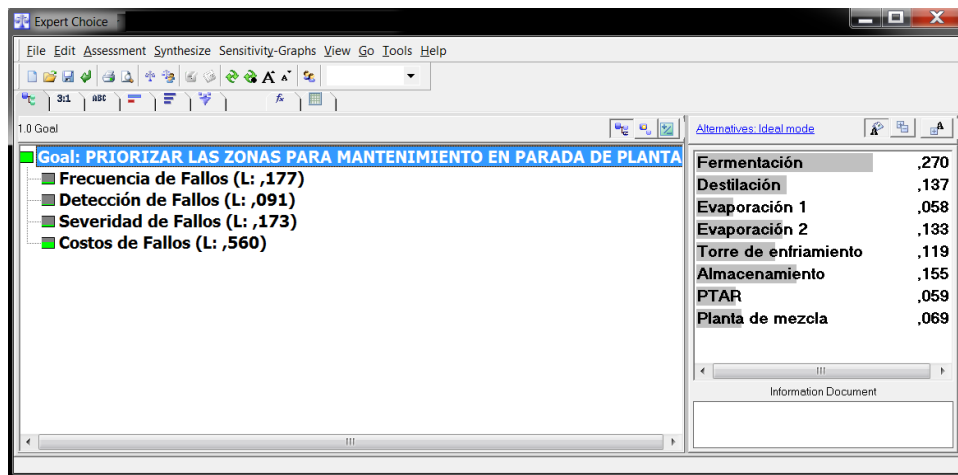 Expert Choice
File Edit Assessment Synthesize Sensitivity-Graphs View Go Tools Help
3:1 ABC fx
1.0 Goal
Goal: PRIORIZAR LAS ZONAS PARA MANTENIMIENTO EN PARADA DE PLANTA
Frecuencia de Fallos (L: ,177)
Detección de Fallos (L: ,091)
Severidad de Fallos (L: ,173)
Costos de Fallos (L: ,560)
Alternatives: Ideal mode
Fermentación ,270
Destilación ,137
Evaporación 1 ,058
Evaporación 2 ,133
Torre de enfriamiento ,119
Almacenamiento ,155
PTAR ,059
Planta de mezcla ,069
Information Document